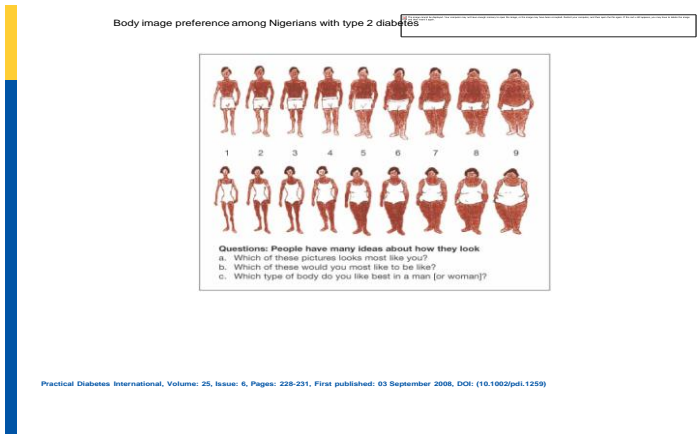 Body image preference among Nigerians with type 2 diabetes
1 2 3 4 5 6 7 8 9
Questions: People have many ideas about how they look
a. Which of these pictures looks most like you?
b. Which of these would you most like to be like?
c. Which type of body do you like best in a man [or woman]?
Practical Diabetes International, Volume: 25, Issue: 6, Pages: 228-231, First published: 03 September 2008, DOI: (10.1002/pdi.1259)